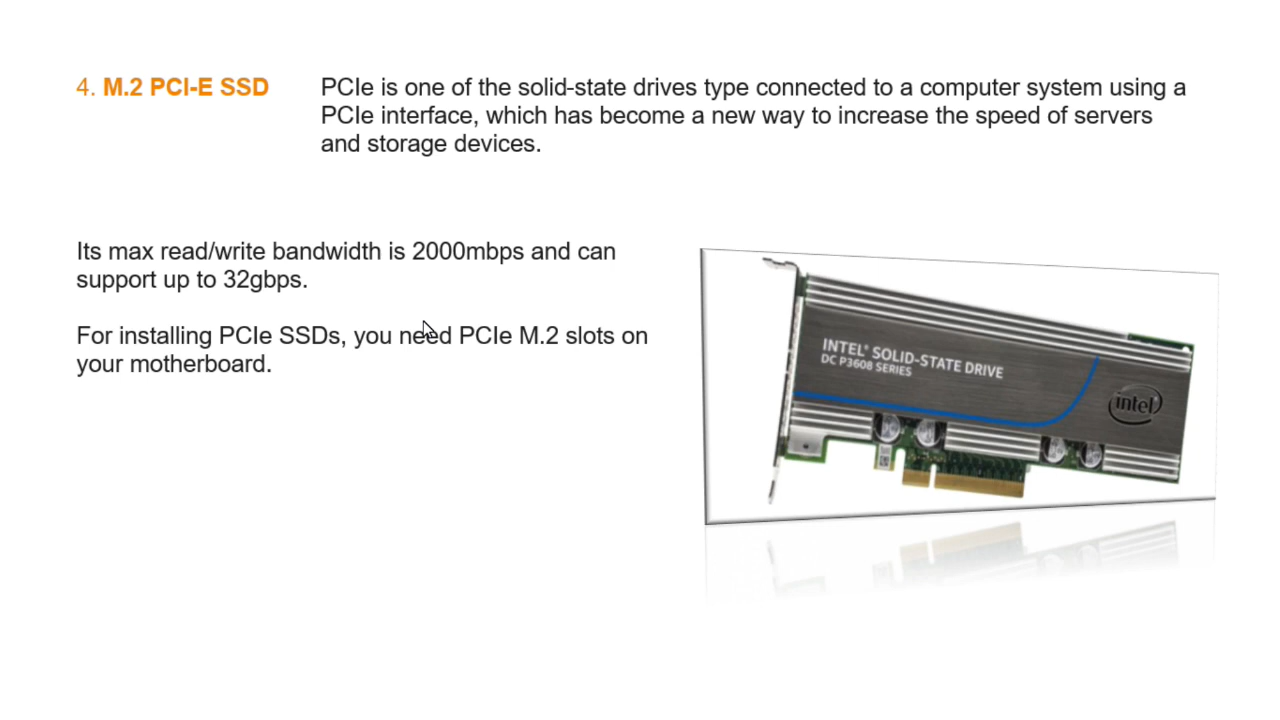 4. M.2 PCI-E SSD
PCIe is one of the solid-state drives type connected to a computer system using a
PCIe interface, which has become a new way to increase the speed of servers
and storage devices.
Its max read/write bandwidth is 2000mbps and can
support up to 32gbps.
For installing PCIe SSDs, you need PCIe M.2 slots on
your motherboard.
INTEL® SOLID-STATE DRIVE
DC P3608 SERIES
intel